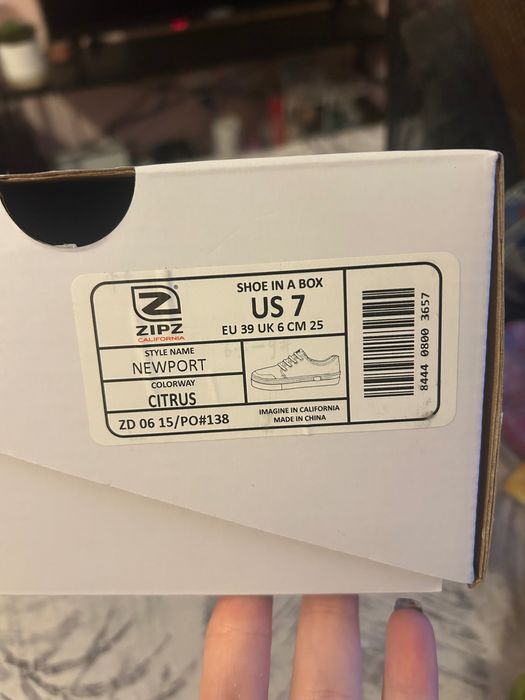 ZIPZ
CALIFORNIA
SHOE IN A BOX
US 7
EU 39 UK 6 CM 25
STYLE NAME
NEWPORT
COLORWAY
CITRUS
ZD 06 15/PO#138
IMAGINE IN CALIFORNIA
MADE IN CHINA
8444 0800 3657